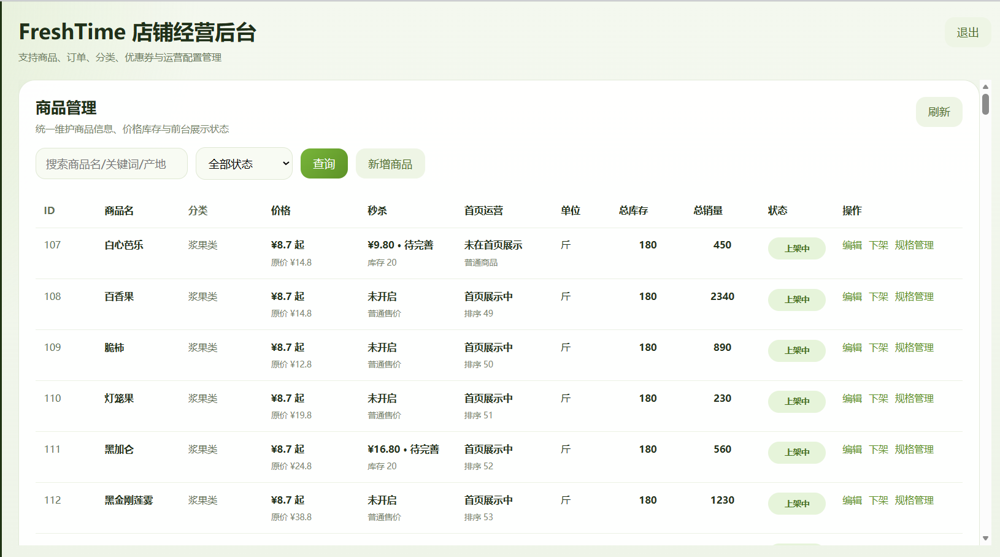 FreshTime 店铺经营后台
退出
支持商品、订单、分类、优惠券与运营配置管理
商品管理
刷新
统一维护商品信息、价格库存与前台展示状态
搜索商品名/关键词/产地 全部状态 查询 新增商品
ID 商品名 分类 价格 秒杀 首页运营 单位 总库存 总销量 状态 操作
107 白心芭乐 浆果类 ¥8.7 起 ¥9.80 • 待完善 未在首页展示 斤 180 450 上架中 编辑 下架 规格管理
原价 ¥14.8 库存 20 普通商品
108 百香果 浆果类 ¥8.7 起 未开启 首页展示中 斤 180 2340 上架中 编辑 下架 规格管理
原价 ¥14.8 普通售价 排序 49
109 脆柿 浆果类 ¥8.7 起 未开启 首页展示中 斤 180 890 上架中 编辑 下架 规格管理
原价 ¥12.8 普通售价 排序 50
110 灯笼果 浆果类 ¥8.7 起 未开启 首页展示中 斤 180 230 上架中 编辑 下架 规格管理
原价 ¥19.8 普通售价 排序 51
111 黑加仑 浆果类 ¥8.7 起 ¥16.80 • 待完善 首页展示中 斤 180 560 上架中 编辑 下架 规格管理
原价 ¥24.8 库存 20 排序 52
112 黑金刚莲雾 浆果类 ¥8.7 起 未开启 首页展示中 斤 180 1230 上架中 编辑 下架 规格管理
原价 ¥38.8 普通售价 排序 53